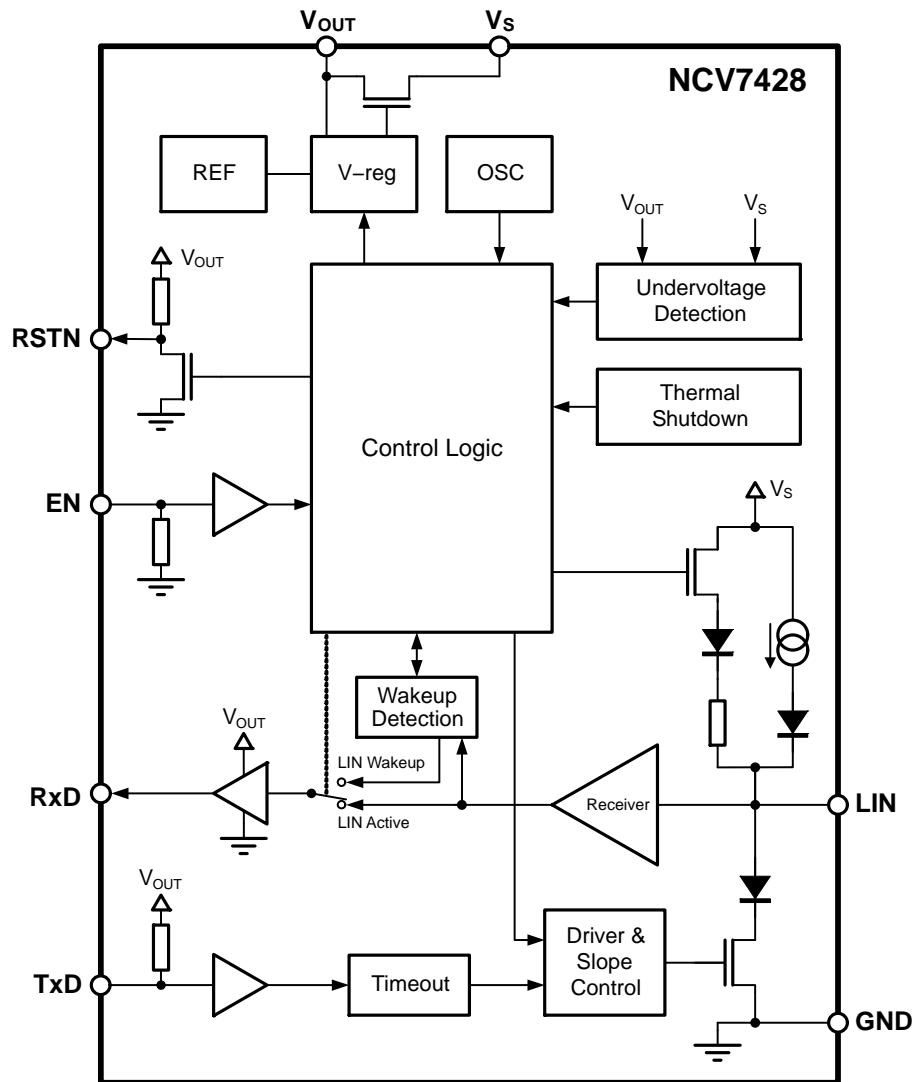 VOUT
VS
NCV7428
REF
V−reg
OSC
VOUT
VS
VOUT
Undervoltage
Detection
RSTN
Thermal
Shutdown
Control Logic
EN
VS
Wakeup
Detection
VOUT
LIN Wakeup
RxD
Receiver
LIN
LIN Active
VOUT
Driver &
Slope
Control
TxD
Timeout
GND